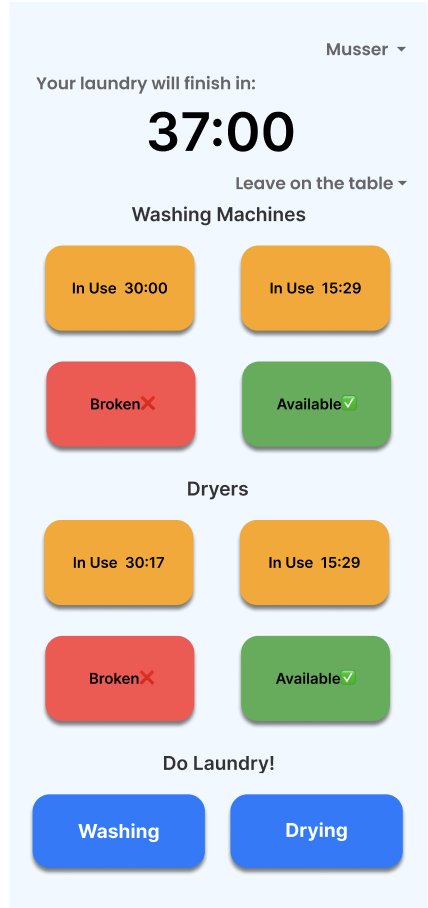 Musser
Your laundry will finish in:
37:00
Leave on the table
Washing Machines
In Use 30:00
In Use 15:29
Broken❌
Available✅
Dryers
In Use 30:17
In Use 15:29
Broken❌
Available✅
Do Laundry!
Washing
Drying